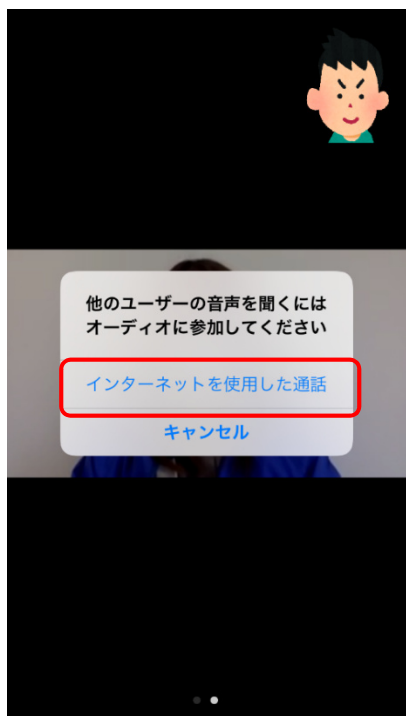 他のユーザーの音声を聞くには
オーディオに参加してください
インターネットを使用した通話
キャンセル